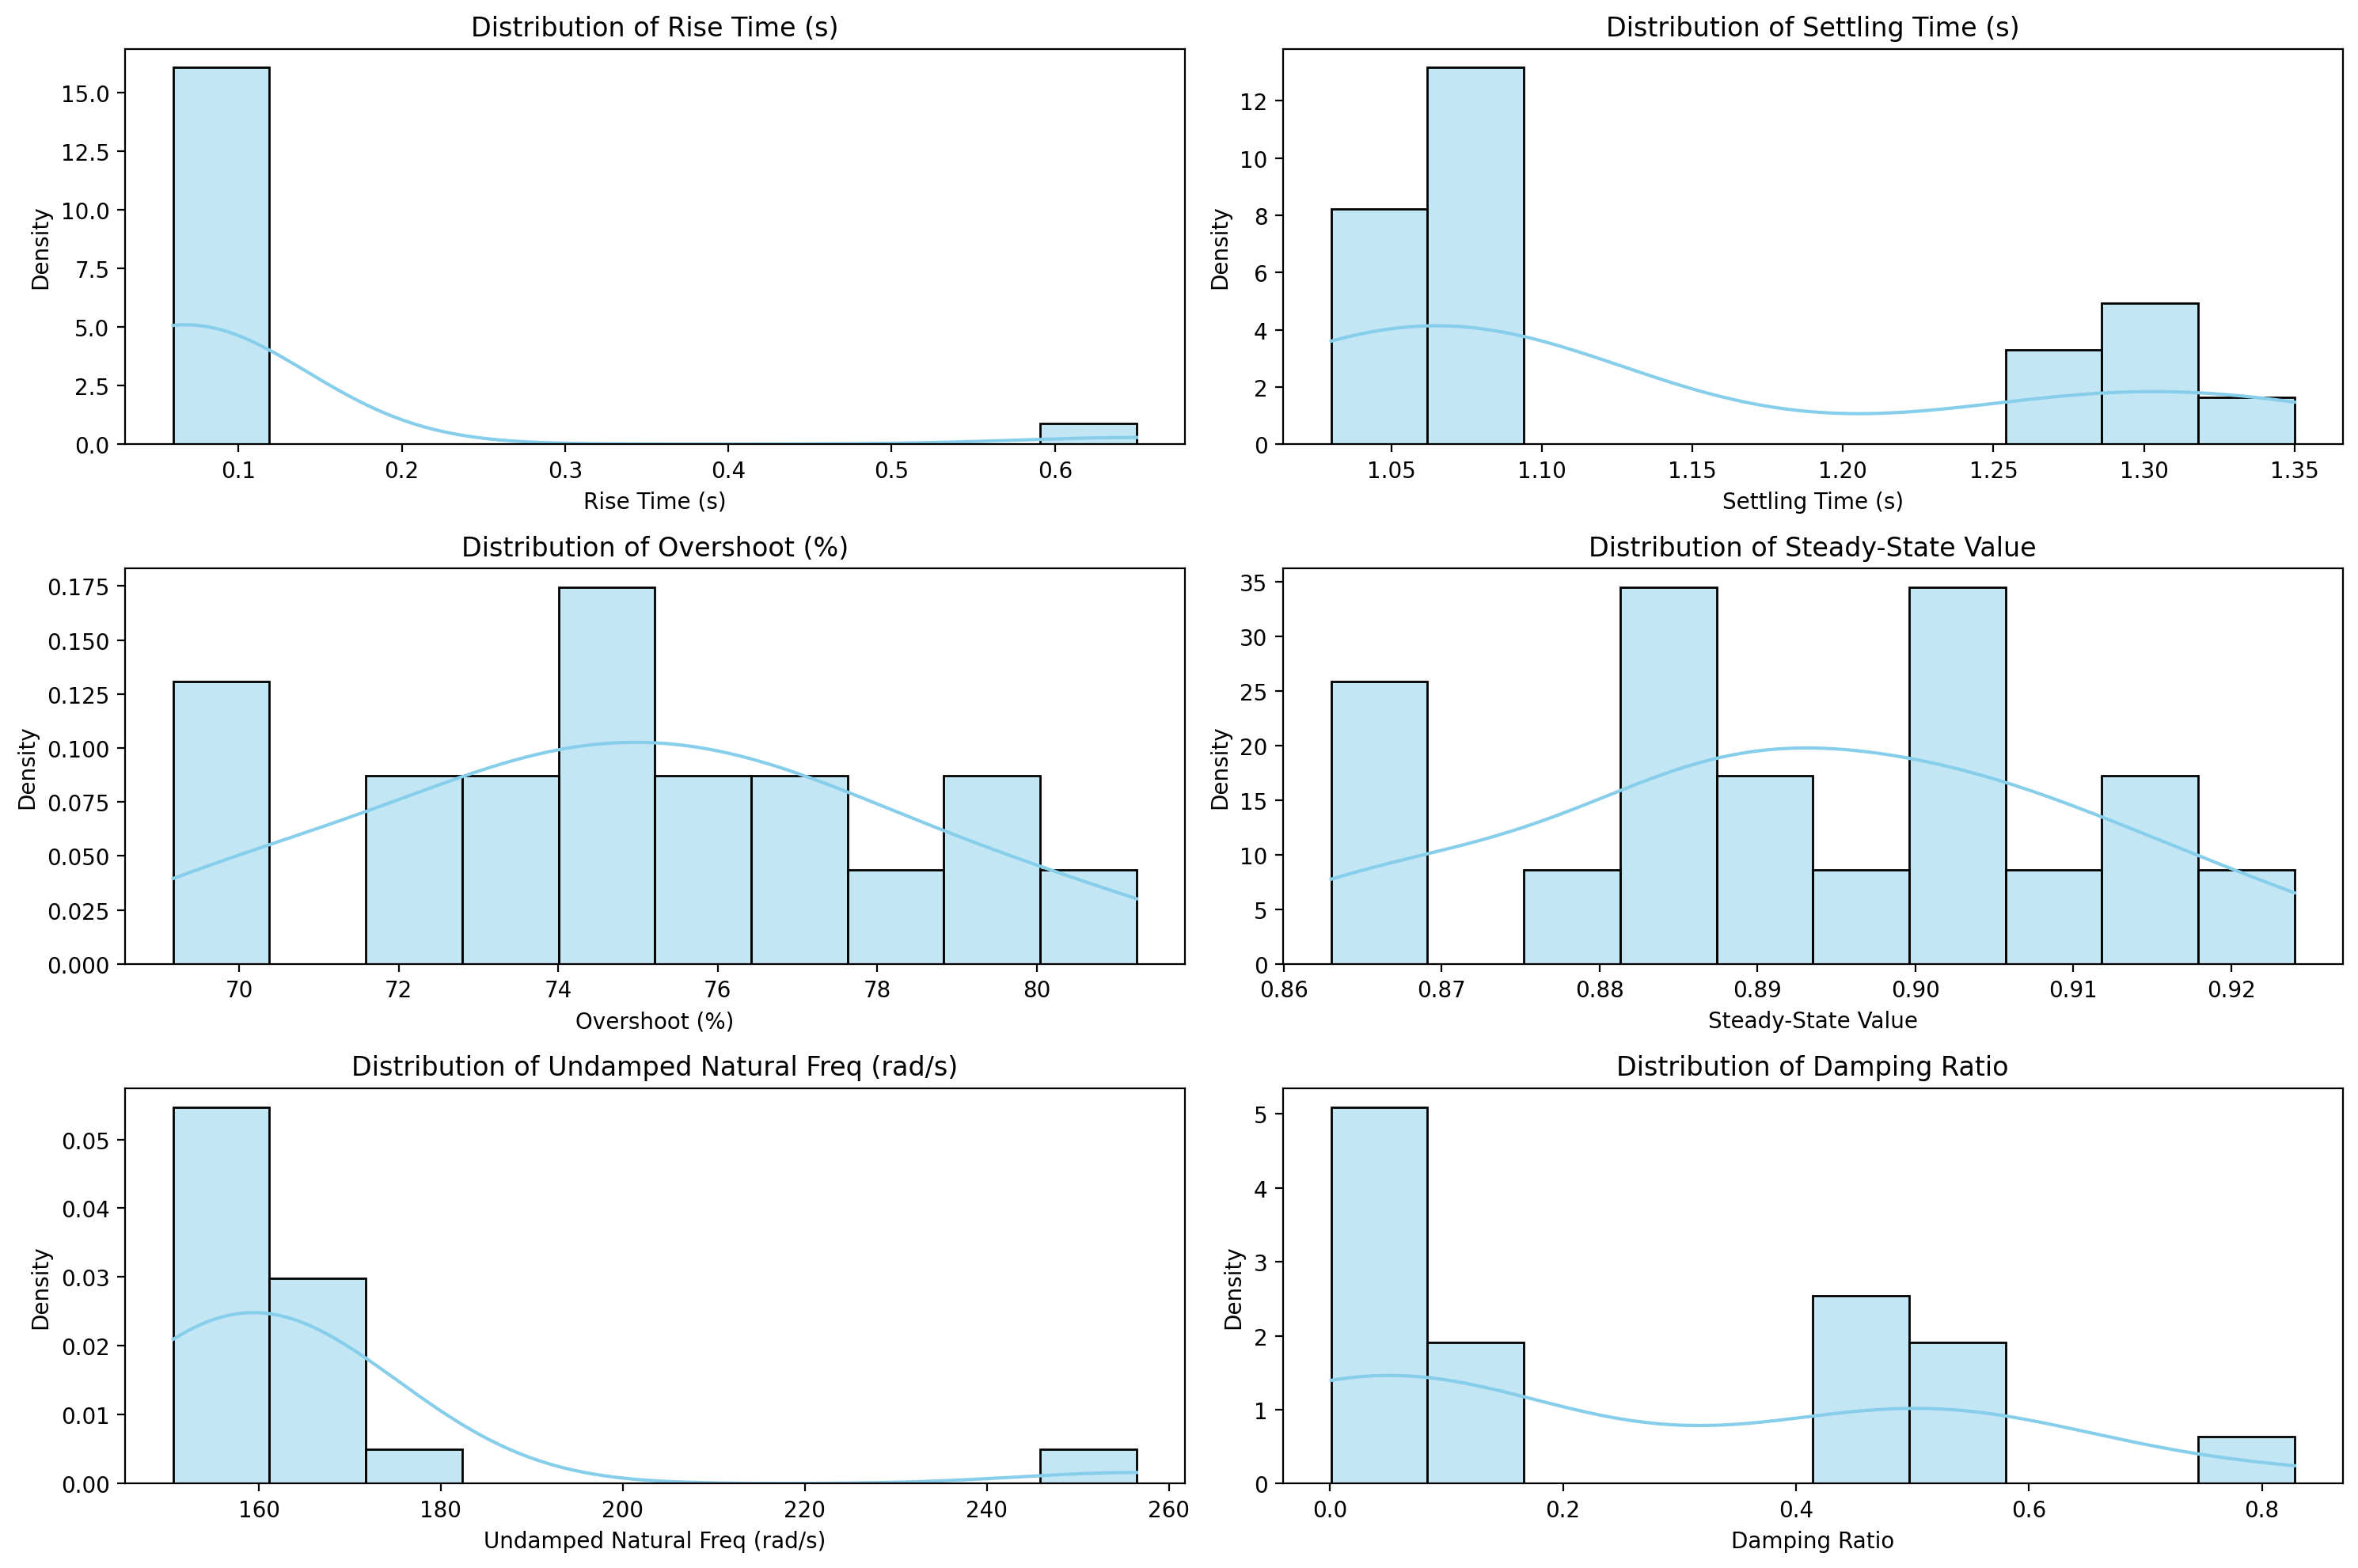 Distribution of Rise Time (s)
Density
15.0
12.5
10.0
7.5
5.0
2.5
0.0
0.1 0.2 0.3 0.4 0.5 0.6
Rise Time (s)
Distribution of Settling Time (s)
Density
12
10
8
6
4
2
0
1.05 1.10 1.15 1.20 1.25 1.30 1.35
Settling Time (s)
Distribution of Overshoot (%)
Density
0.175
0.150
0.125
0.100
0.075
0.050
0.025
0.000
70 72 74 76 78 80
Overshoot (%)
Distribution of Steady-State Value
Density
35
30
25
20
15
10
5
0
0.86 0.87 0.88 0.89 0.90 0.91 0.92
Steady-State Value
Distribution of Undamped Natural Freq (rad/s)
Density
0.05
0.04
0.03
0.02
0.01
0.00
160 180 200 220 240 260
Undamped Natural Freq (rad/s)
Distribution of Damping Ratio
Density
5
4
3
2
1
0
0.0 0.2 0.4 0.6 0.8
Damping Ratio